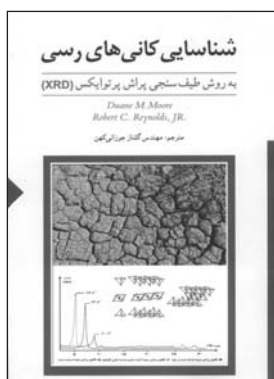 شناسایی کانی‌های رسی
به روش طیف‌سنجی پراش پرتوایکس (XRD)
Duane M. Moore
Robert C. Reynolds, JR.
مترجم: مهندس گلناز جوزانی‌کهن